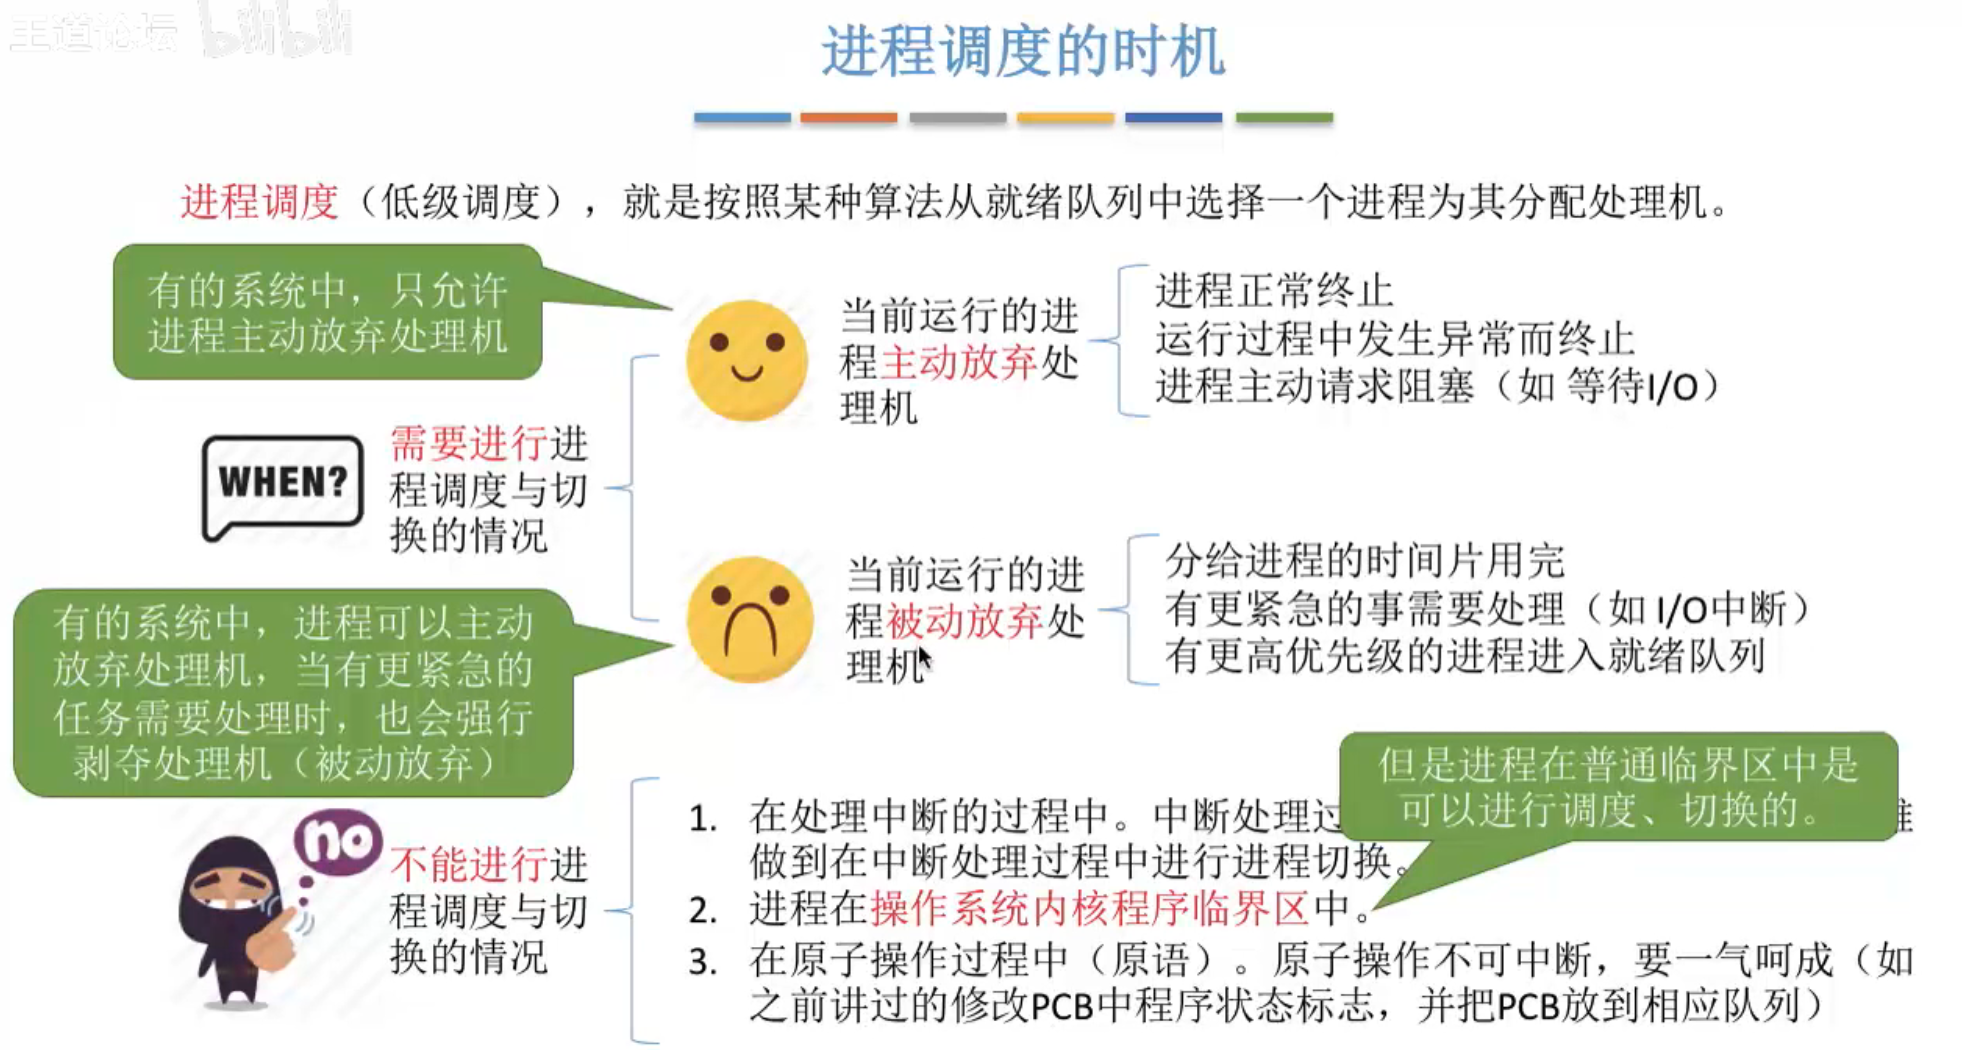 王道论坛 bilibili
进程调度的时机
进程调度（低级调度），就是按照某种算法从就绪队列中选择一个进程为其分配处理机。
有的系统中，只允许
进程主动放弃处理机
当前运行的进
程主动放弃处
理机
进程正常终止
运行过程中发生异常而终止
进程主动请求阻塞（如 等待I/O）
WHEN?
需要进行进
程调度与切
换的情况
有的系统中，进程可以主动
放弃处理机，当有更紧急的
任务需要处理时，也会强行
剥夺处理机（被动放弃）
当前运行的进
程被动放弃处
理机
分给进程的时间片用完
有更紧急的事需要处理（如 I/O中断）
有更高优先级的进程进入就绪队列
但是进程在普通临界区中是
可以进行调度、切换的。
no
不能进行进
程调度与切
换的情况
1. 在处理中断的过程中。中断处理过
做到在中断处理过程中进行进程切换。
2. 进程在操作系统内核程序临界区中。
3. 在原子操作过程中（原语）。原子操作不可中断，要一气呵成（如
之前讲过的修改PCB中程序状态标志，并把PCB放到相应队列）